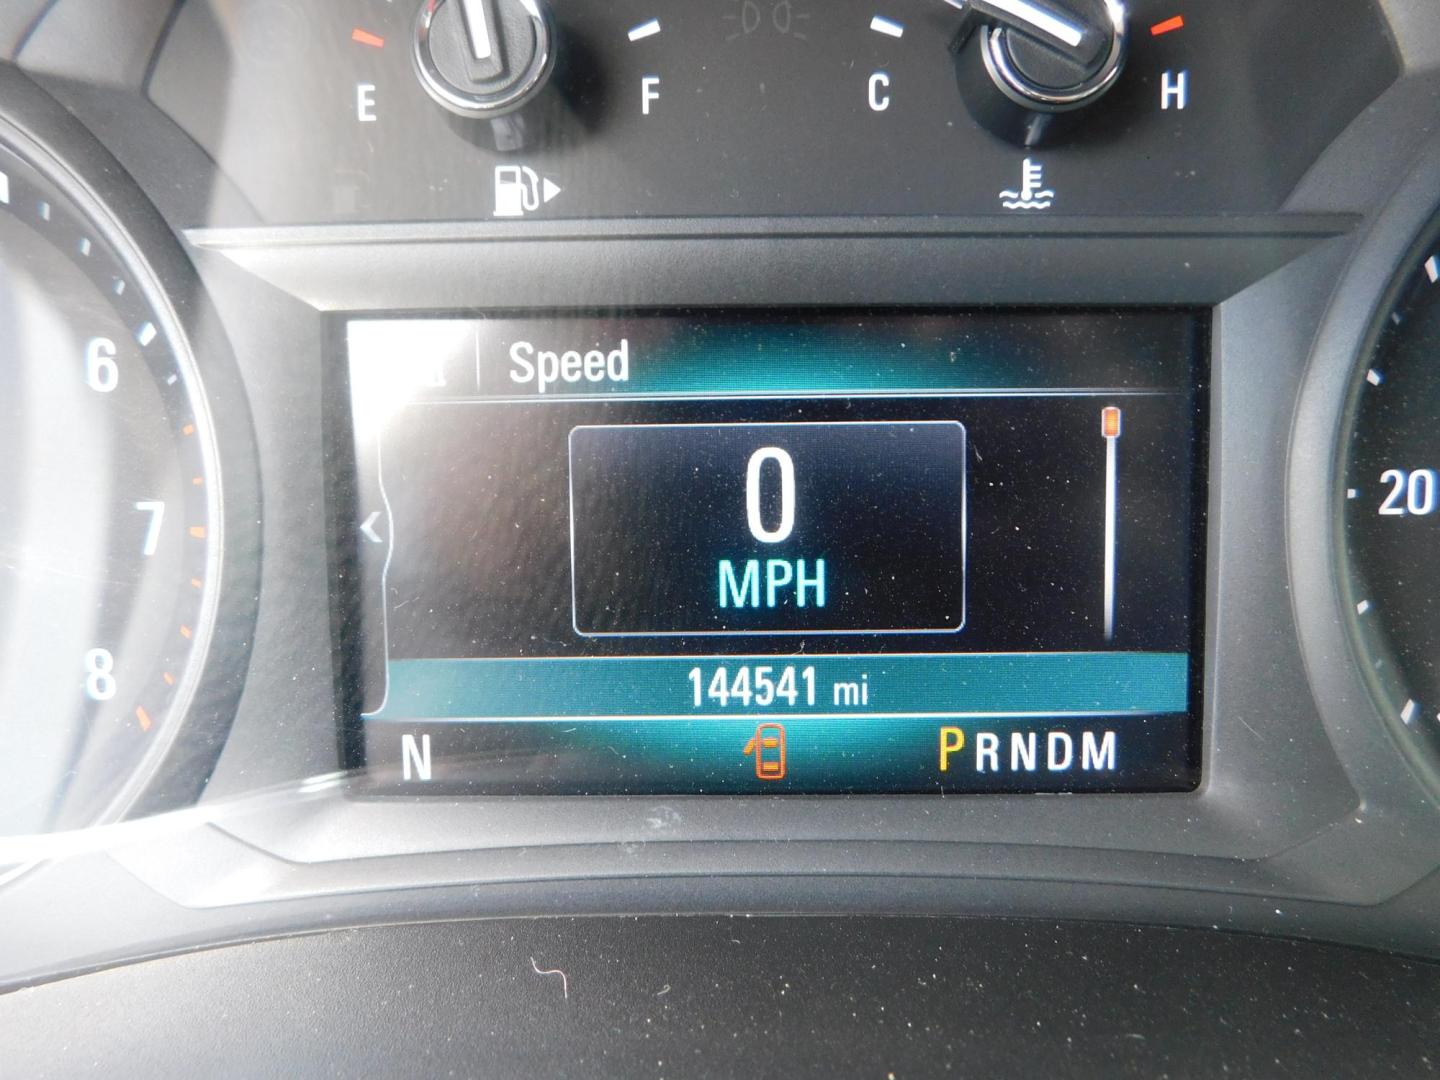 E F C H
6
7
8
Speed
0
MPH
144541 mi
N PRNDM
20